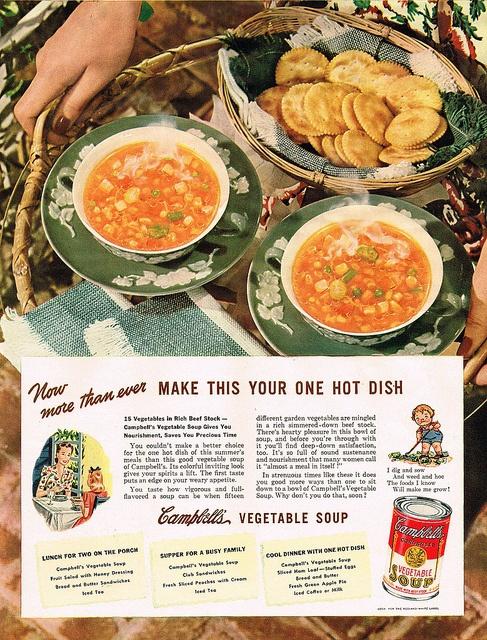 Now
more than ever MAKE THIS YOUR ONE HOT DISH
15 Vegetables in Rich Beef Stock —
Campbell's Vegetable Soup Gives You
Nourishment, Saves You Precious Time
You couldn't make a better choice
for the one hot dish of this summer's
meals than this good vegetable soup
of Campbell's. Its colorful inviting look
gives your spirits a lift. The first taste
puts an edge on your weary appetite.
You taste how vigorous and full-
flavored a soup can be when fifteen
different garden vegetables are mingled
in a rich simmered-down beef stock.
There's hearty pleasure in this bowl of
soup, and before you're through with
it you'll find deep-down satisfaction,
too. It's so full of sound sustenance
and nourishment that many women call
it "almost a meal in itself!"
In strenuous times like these it does
you good more ways than one to sit
down to a bowl of Campbell's Vegetable
Soup. Why don't you do that, soon!
I dig and sow
And weed and hoe
The foods I know
Will make me grow!
Campbell's VEGETABLE SOUP
LUNCH FOR TWO ON THE PORCH
Campbell's Vegetable Soup
Fruit Salad with Honey Dressing
Bread and Butter Sandwiches
Iced Tea
SUPPER FOR A BUSY FAMILY
Campbell's Vegetable Soup
Club Sandwiches
Fresh Sliced Peaches with Cream
Iced Tea
COOL DINNER WITH ONE HOT DISH
Campbell's Vegetable Soup
Sliced Ham Loaf—Stuffed Eggs
Bread and Butter
Fresh Green Apple Pie
Iced Coffee or Milk
Campbell's
CONDENSED
VEGETABLE
SOUP
LOOK FOR THE RED-AND-WHITE LABEL